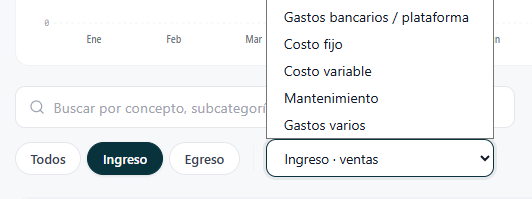 Gastos bancarios / plataforma
0
Costo fijo
Ene Feb Mar
Costo variable
Mantenimiento
Buscar por concepto, subcategorí
Gastos varios
Todos Ingreso Egreso Ingreso · ventas